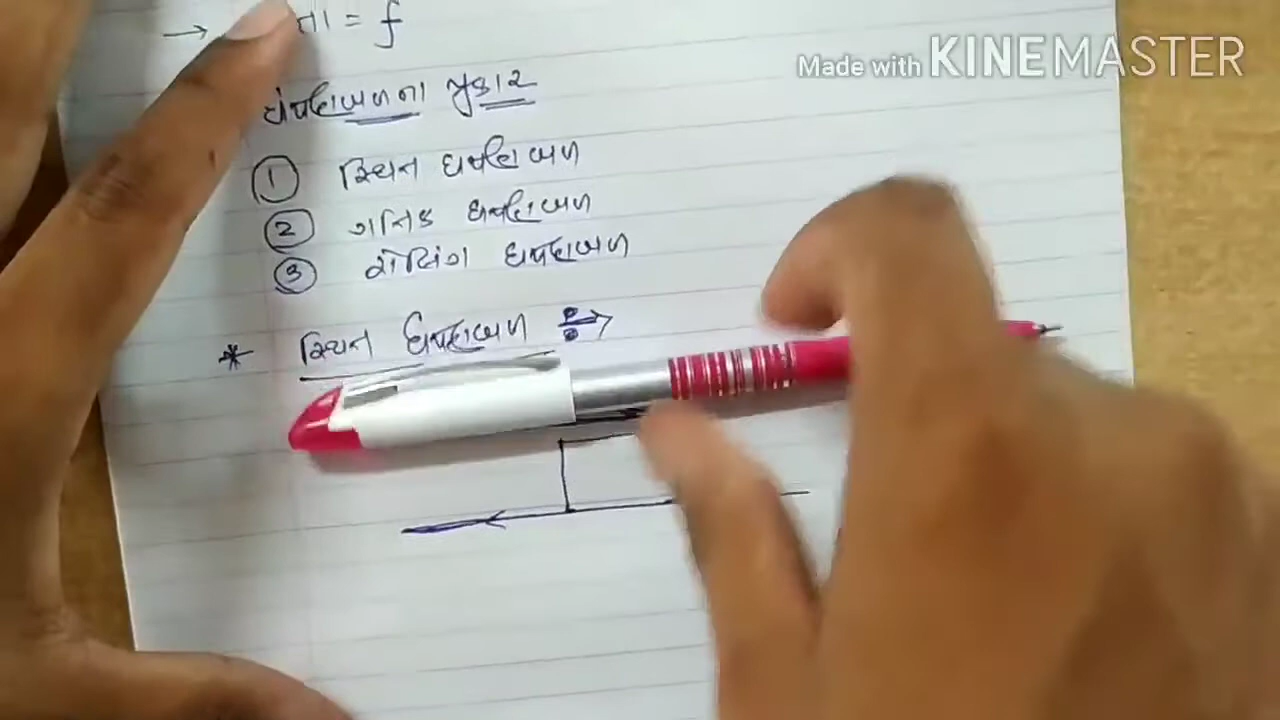 Made with KINEMASTER
→ તા = f
ઘર્ષણબળના પ્રકાર
① સ્થિત ઘર્ષણબળ
② ગતિક ઘર્ષણબળ
③ રોલિંગ ઘર્ષણબળ
* સ્થિત ઘર્ષણબળ ÷→